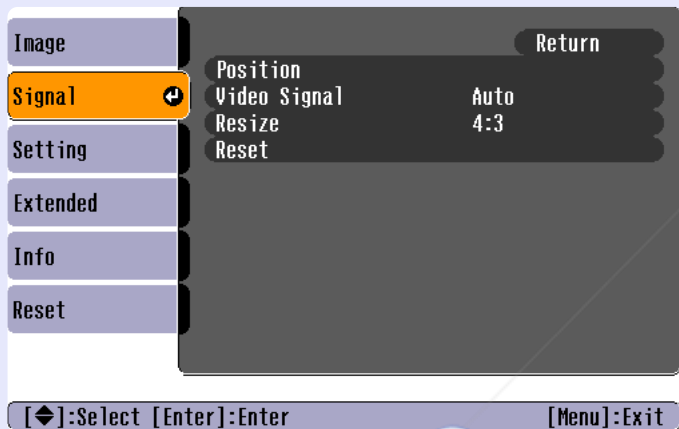 Image
Signal
Setting
Extended
Info
Reset
Return
Position
Video Signal Auto
Resize 4:3
Reset
[◆]:Select [Enter]:Enter [Menu]:Exit